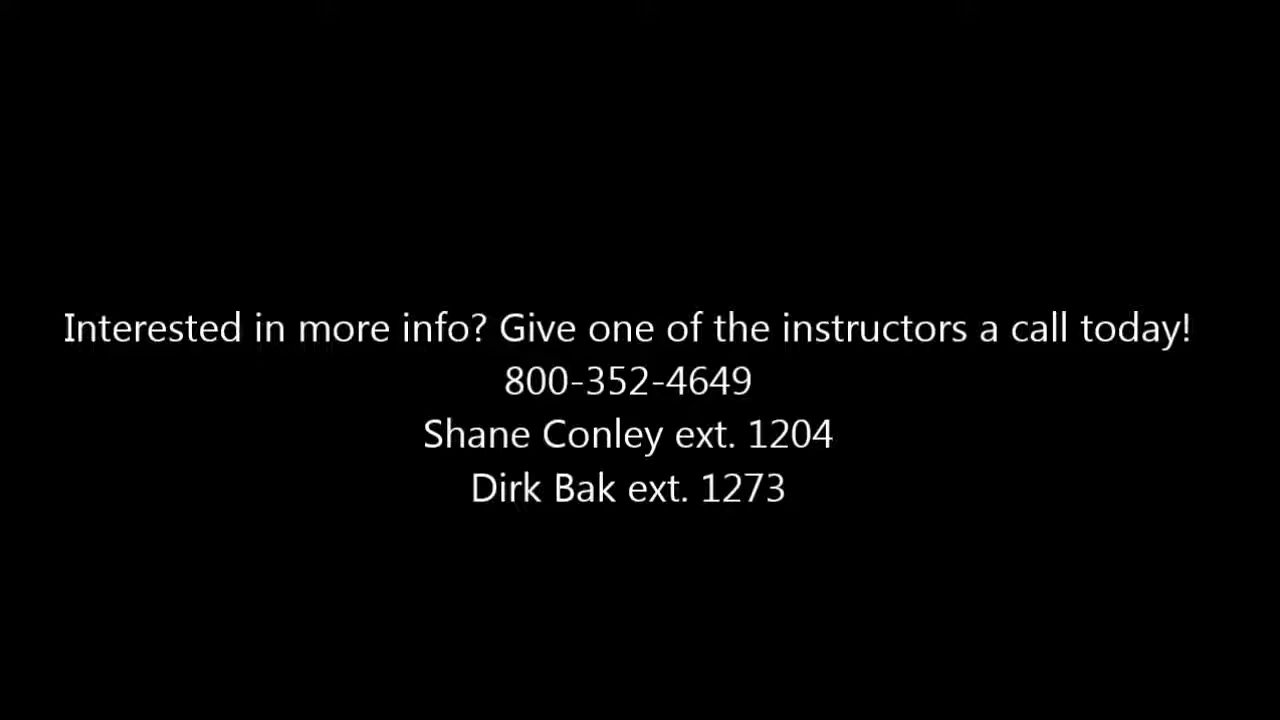 Interested in more info? Give one of the instructors a call today!
800-352-4649
Shane Conley ext. 1204
Dirk Bak ext. 1273